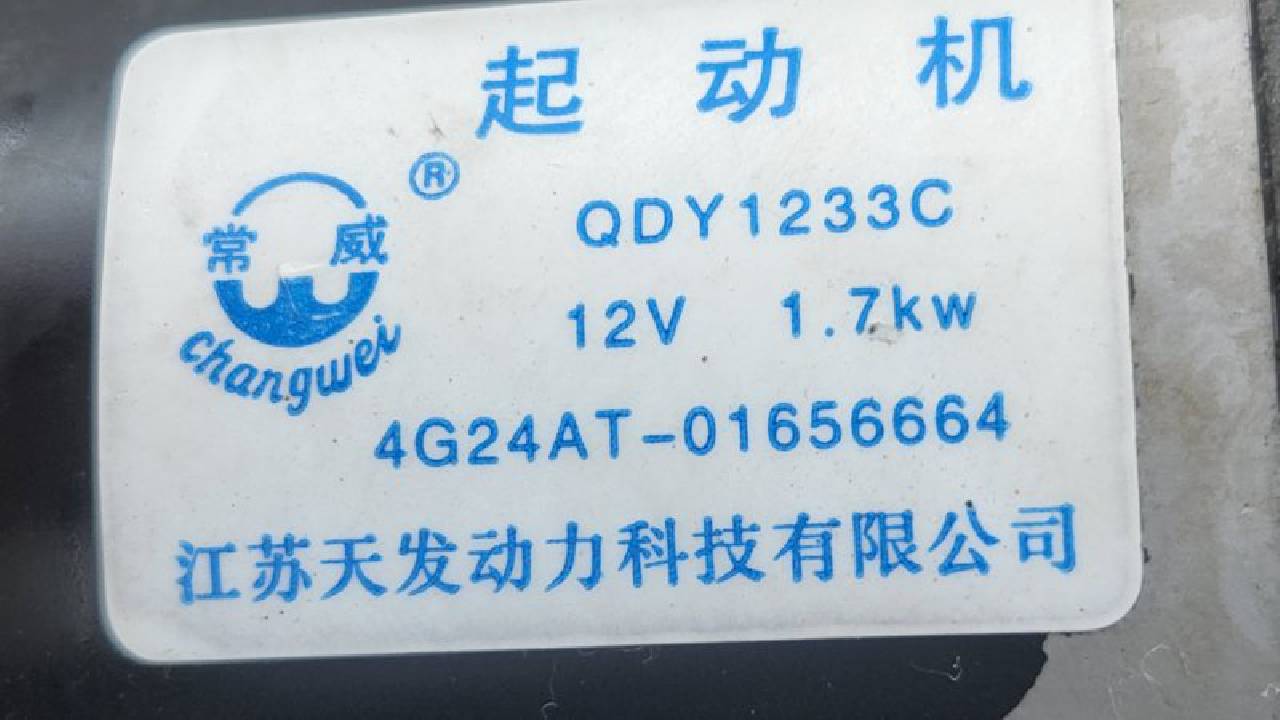 起动机
®
常威
changwei
QDY1233C
12V 1.7kw
4G24AT-01656664
江苏天发动力科技有限公司